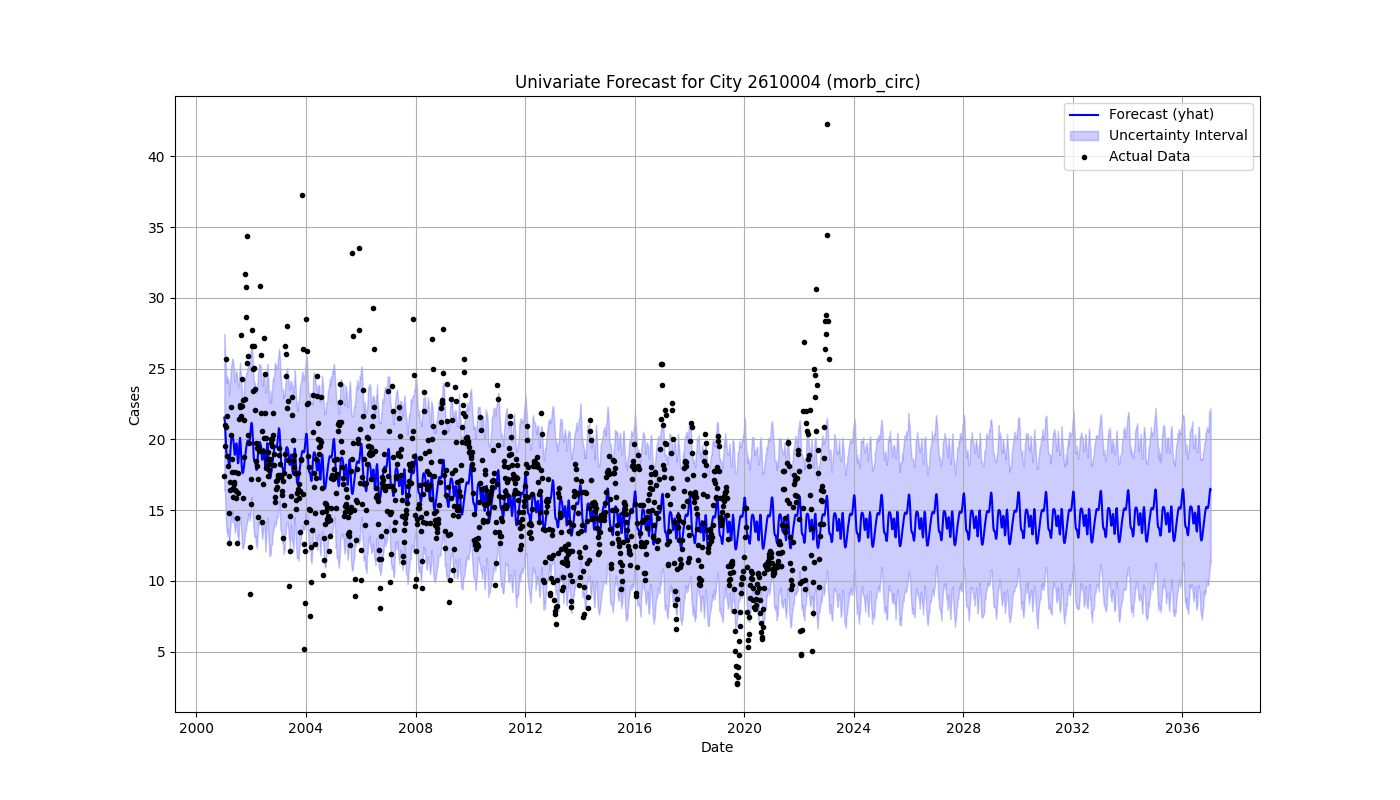 Univariate Forecast for City 2610004 (morb_circ)
Forecast (yhat)
Uncertainty Interval
Actual Data
Cases
40
35
30
25
20
15
10
5
2000 2004 2008 2012 2016 2020 2024 2028 2032 2036
Date